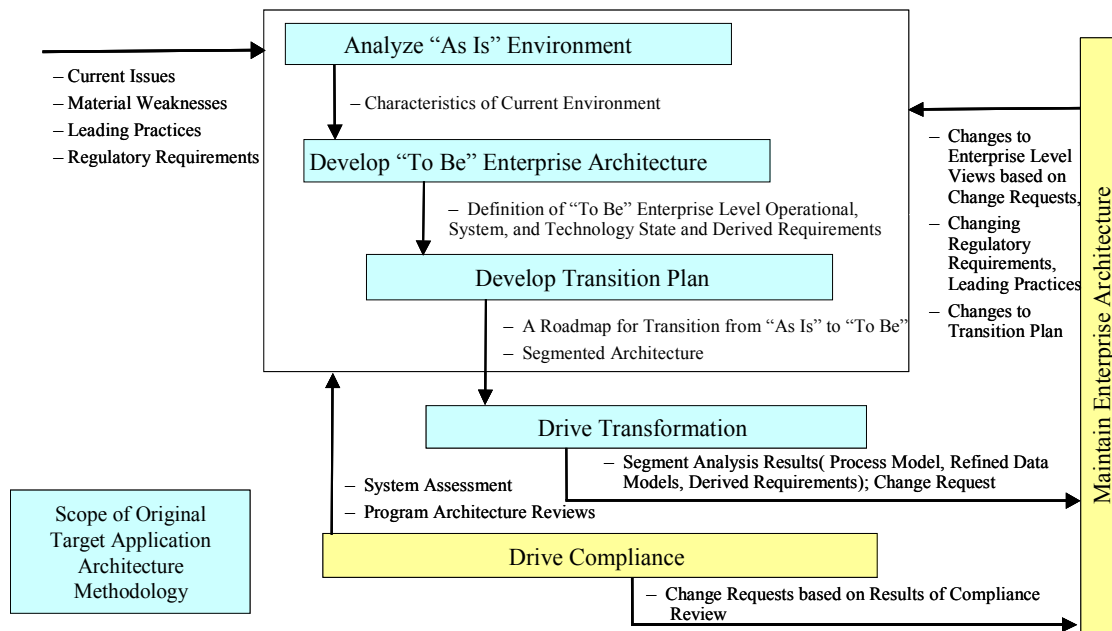 Analyze “As Is” Environment
– Current Issues
– Material Weaknesses
– Leading Practices
– Regulatory Requirements
– Characteristics of Current Environment
Develop “To Be” Enterprise Architecture
– Definition of “To Be” Enterprise Level Operational,
System, and Technology State and Derived Requirements
Develop Transition Plan
– A Roadmap for Transition from “As Is” to “To Be”
– Segmented Architecture
– Changes to
Enterprise Level
Views based on
Change Requests,
– Changing
Regulatory
Requirements,
Leading Practices
– Changes to
Transition Plan
Maintain Enterprise Architecture
Drive Transformation
– Segment Analysis Results( Process Model, Refined Data
Models, Derived Requirements); Change Request
– System Assessment
– Program Architecture Reviews
Scope of Original
Target Application
Architecture
Methodology
Drive Compliance
– Change Requests based on Results of Compliance
Review